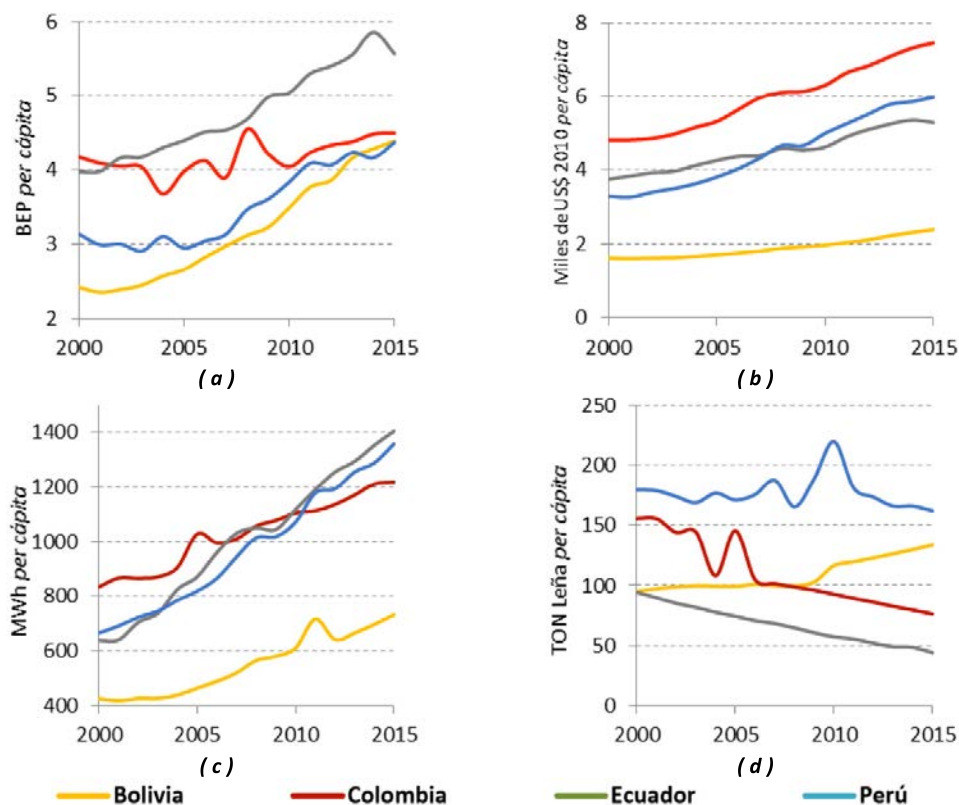 6
5
4
3
2
BEP per cápita
2000 2005 2010 2015
( a )
8
6
4
2
0
Miles de US$ 2010 per cápita
2000 2005 2010 2015
( b )
1400
1200
1000
800
600
400
MWh per cápita
2000 2005 2010 2015
( c )
250
200
150
100
50
0
TON Leña per cápita
2000 2005 2010 2015
( d )
Bolivia Colombia Ecuador Perú